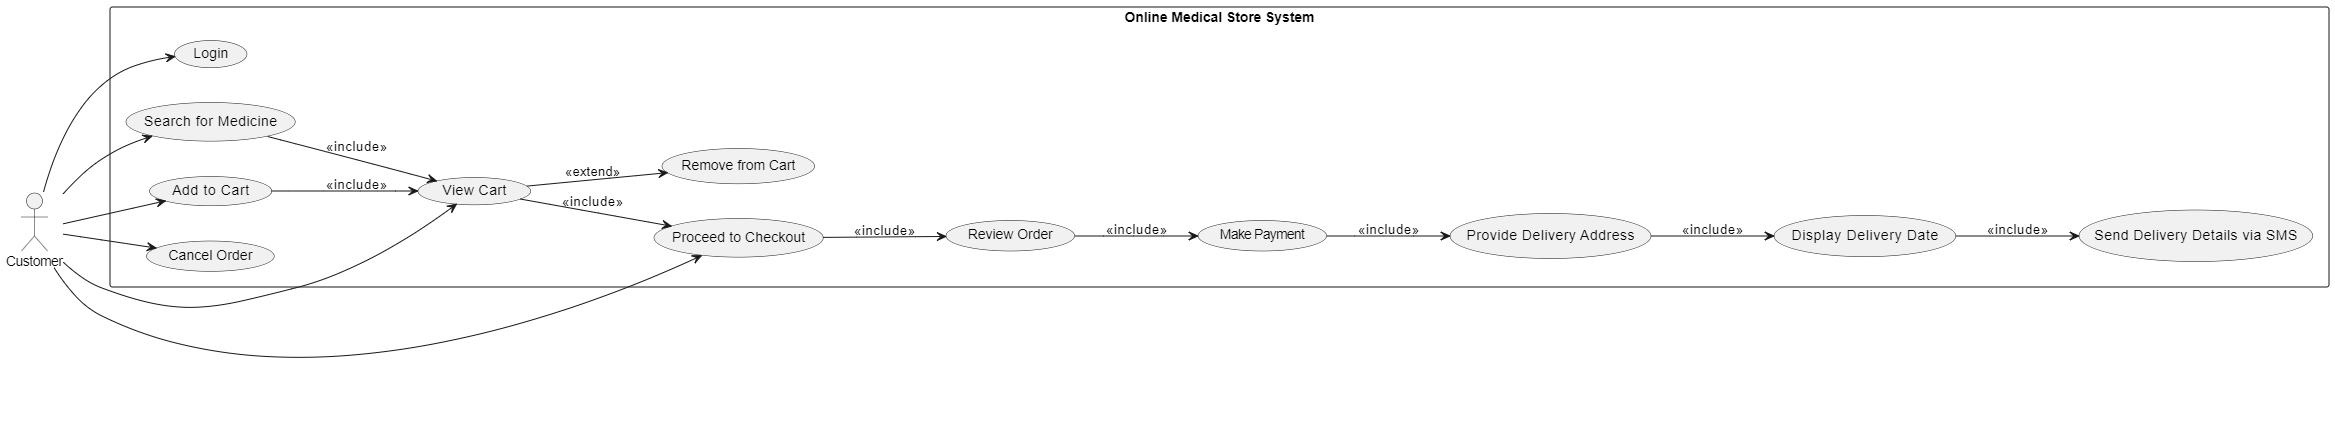 Online Medical Store System
Login
Search for Medicine
«include»
Remove from Cart
«extend»
Add to Cart
«include»
View Cart
«include»
Proceed to Checkout
«include»
Review Order
«include»
Make Payment
«include»
Provide Delivery Address
«include»
Display Delivery Date
«include»
Send Delivery Details via SMS
Cancel Order
Customer